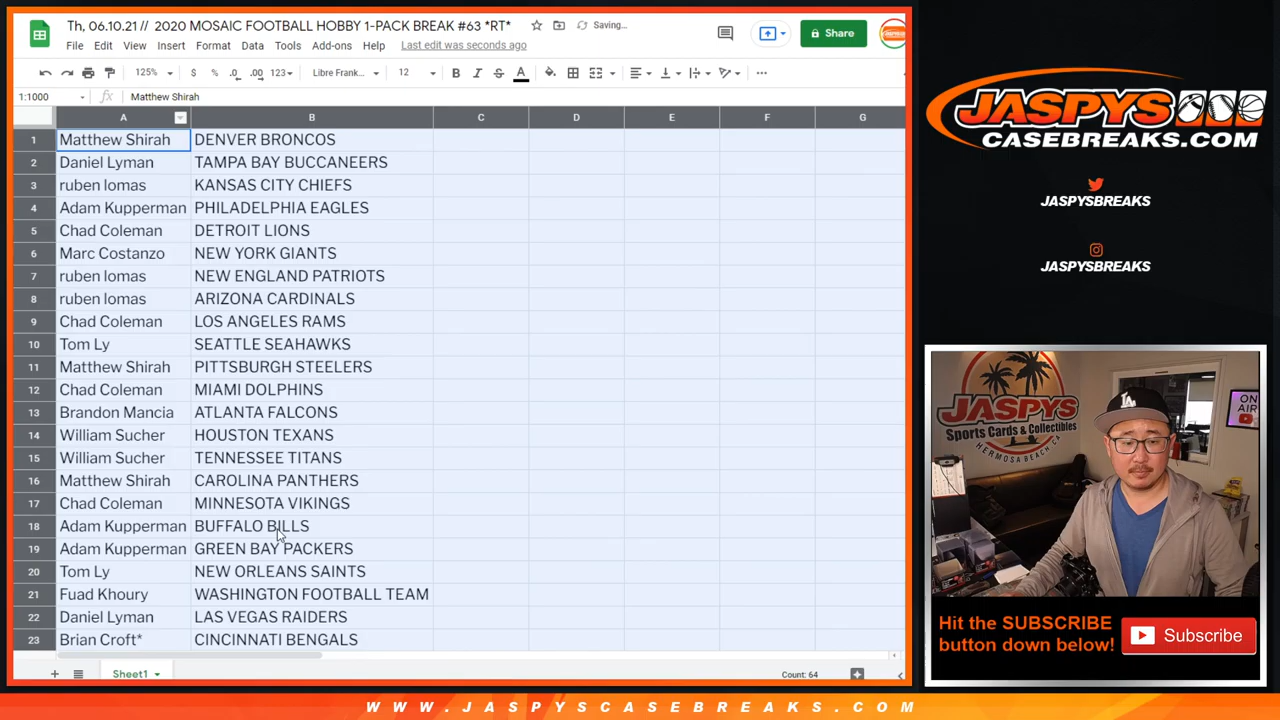 Th, 06.10.21 // 2020 MOSAIC FOOTBALL HOBBY 1-PACK BREAK #63 *RT*
Saving...
Share
File Edit View Insert Format Data Tools Add-ons Help Last edit was seconds ago
125% $ % .0 .00 123 Libre Frank... 12 B I S A
1:1000 fx Matthew Shirah
A B C D E F G
1 Matthew Shirah DENVER BRONCOS
2 Daniel Lyman TAMPA BAY BUCCANEERS
3 ruben lomas KANSAS CITY CHIEFS
4 Adam Kupperman PHILADELPHIA EAGLES
5 Chad Coleman DETROIT LIONS
6 Marc Costanzo NEW YORK GIANTS
7 ruben lomas NEW ENGLAND PATRIOTS
8 ruben lomas ARIZONA CARDINALS
9 Chad Coleman LOS ANGELES RAMS
10 Tom Ly SEATTLE SEAHAWKS
11 Matthew Shirah PITTSBURGH STEELERS
12 Chad Coleman MIAMI DOLPHINS
13 Brandon Mancia ATLANTA FALCONS
14 William Sucher HOUSTON TEXANS
15 William Sucher TENNESSEE TITANS
16 Matthew Shirah CAROLINA PANTHERS
17 Chad Coleman MINNESOTA VIKINGS
18 Adam Kupperman BUFFALO BILLS
19 Adam Kupperman GREEN BAY PACKERS
20 Tom Ly NEW ORLEANS SAINTS
21 Fuad Khoury WASHINGTON FOOTBALL TEAM
22 Daniel Lyman LAS VEGAS RAIDERS
23 Brian Croft* CINCINNATI BENGALS
Sheet1
Count: 64
JASPYS
CASEBREAKS.COM
JASPYSBREAKS
JASPYSBREAKS
JASPYS
Sports Cards & Collectibles
HERMOSA BEACH
LA
ON
AIR
Hit the SUBSCRIBE
button down below!
Subscribe
WWW.JASPYSCASEBREAKS.COM